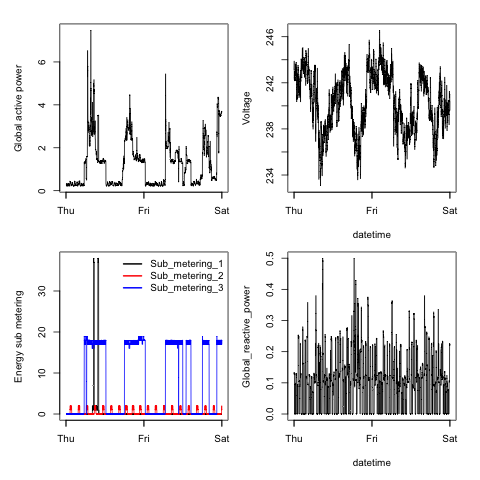 Global active power
0 2 4 6
Thu Fri Sat
Voltage
234 238 242 246
Thu Fri Sat
datetime
Energy sub metering
0 10 20 30
Sub_metering_1
Sub_metering_2
Sub_metering_3
Thu Fri Sat
Global_reactive_power
0.0 0.1 0.2 0.3 0.4 0.5
Thu Fri Sat
datetime